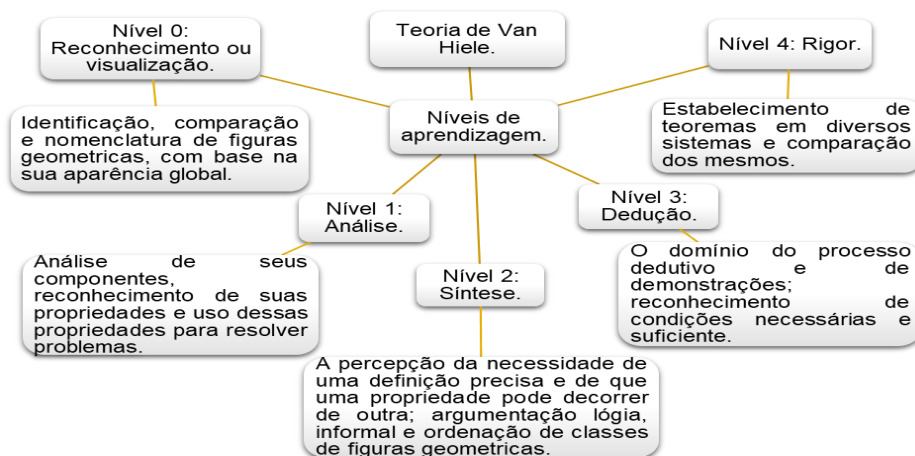 Nível 0:
Reconhecimento ou
visualização.
Teoria de Van
Hiele.
Nível 4: Rigor.
Identificação, comparação
e nomenclatura de figuras
geometricas, com base na
sua aparência global.
Níveis de
aprendizagem.
Estabelecimento de
teoremas em diversos
sistemas e comparação
dos mesmos.
Nível 1:
Análise.
Nível 3:
Dedução.
Análise de seus
componentes,
reconhecimento de suas
propriedades e uso dessas
propriedades para resolver
problemas.
Nível 2:
Síntese.
O domínio do processo
dedutivo e de
demonstrações;
reconhecimento de
condições necessárias e
suficiente.
A percepção da necessidade de
uma definição precisa e de que
uma propriedade pode decorrer
de outra; argumentação lógia,
informal e ordenação de classes
de figuras geometricas.